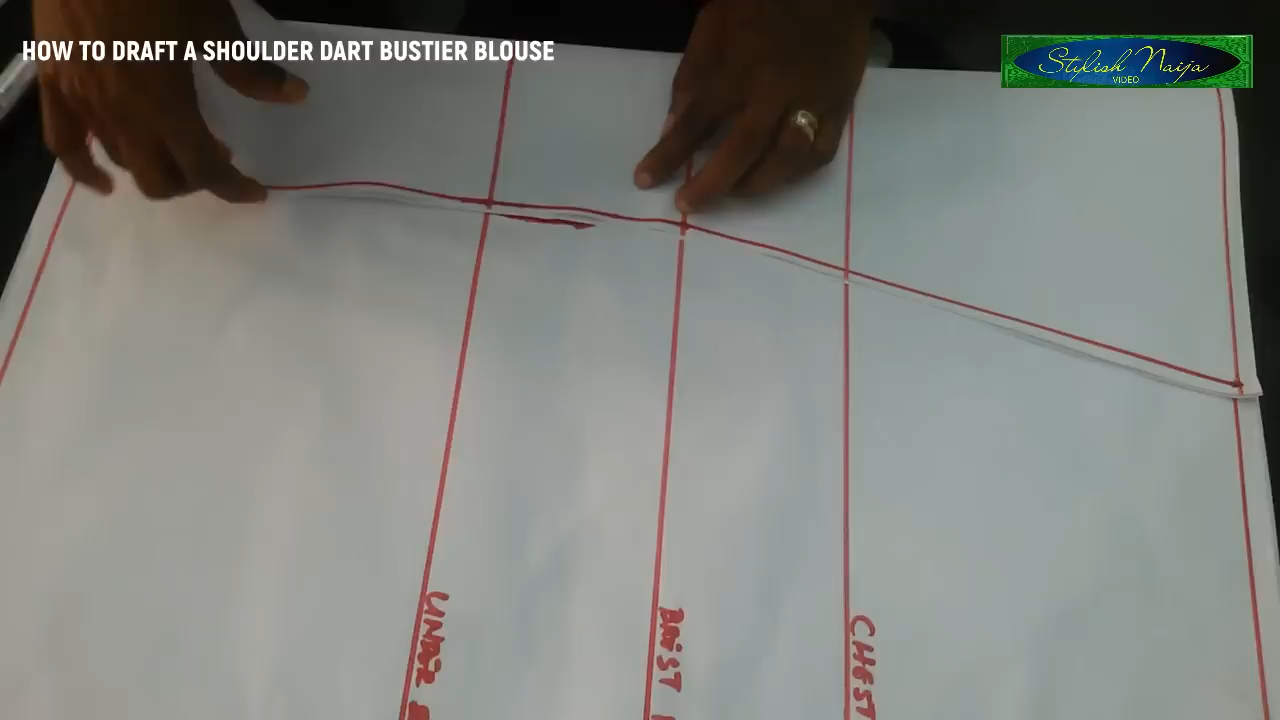 HOW TO DRAFT A SHOULDER DART BUSTIER BLOUSE
Stylish Naija
VIDEO
UNDER
BUST
CHEST